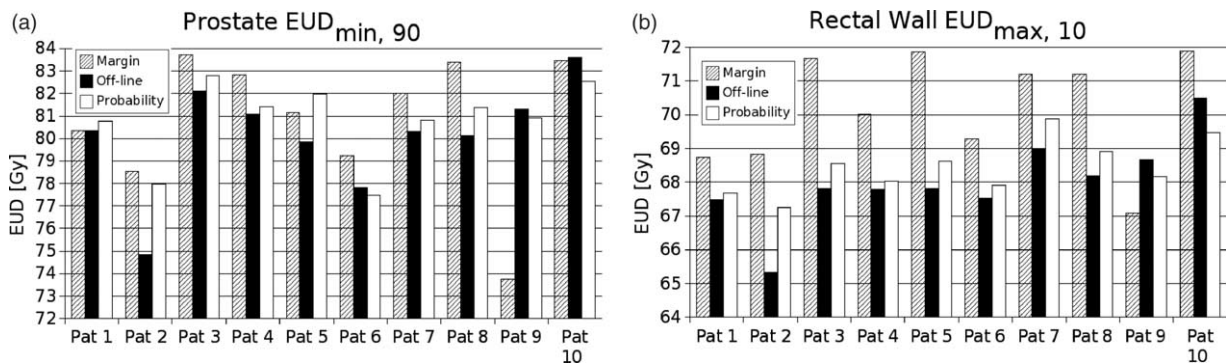 (a)
Prostate EUD min, 90
84
83
82
81
80
79
78
77
76
75
74
73
72
EUD [Gy]
Margin
Off-line
Probability
Pat 1 Pat 2 Pat 3 Pat 4 Pat 5 Pat 6 Pat 7 Pat 8 Pat 9 Pat
10
(b)
Rectal Wall EUD max, 10
73
72
71
70
69
68
67
66
65
64
EUD [Gy]
Margin
Off-line
Probability
Pat 1 Pat 2 Pat 3 Pat 4 Pat 5 Pat 6 Pat 7 Pat 8 Pat 9 Pat
10